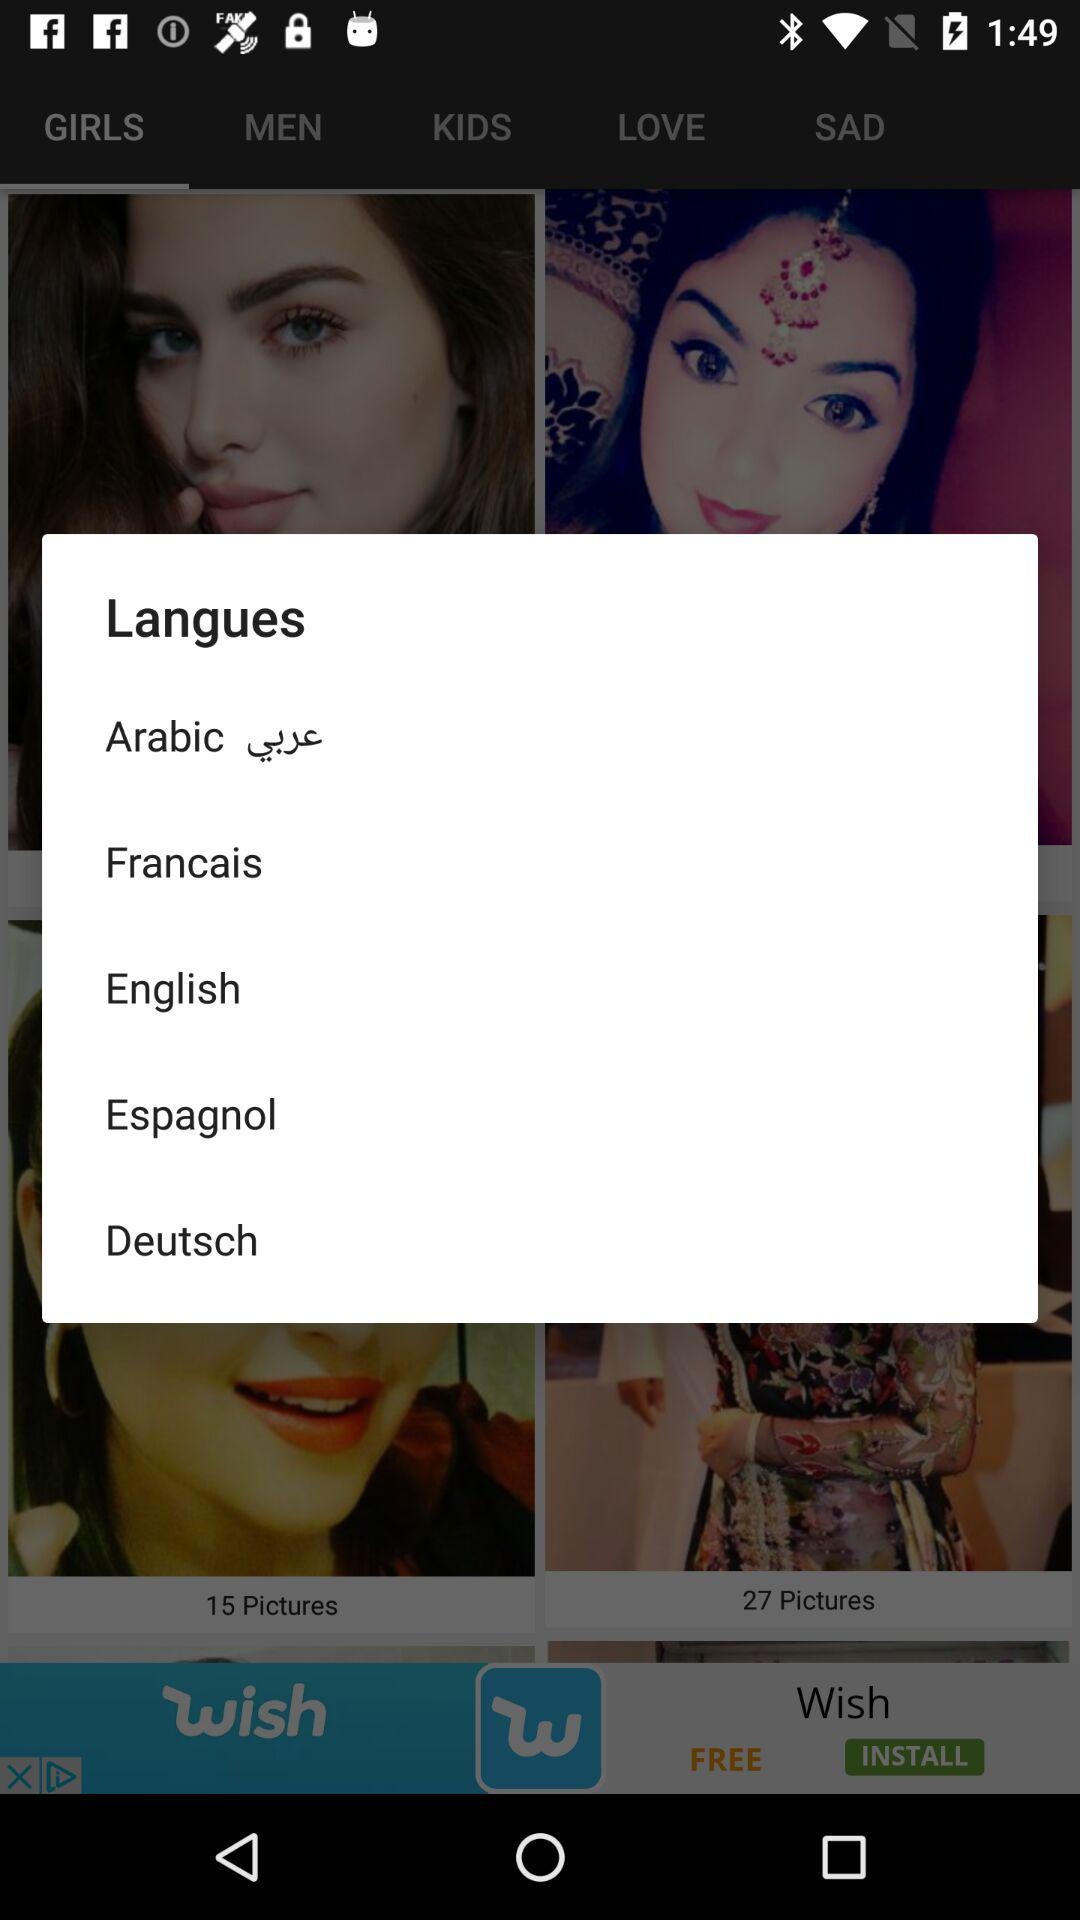 FAKE
1:49
GIRLS MEN KIDS LOVE SAD
Langues
Arabic عربي
Francais
English
Espagnol
Deutsch
15 Pictures
27 Pictures
wish
w
Wish
FREE
INSTALL